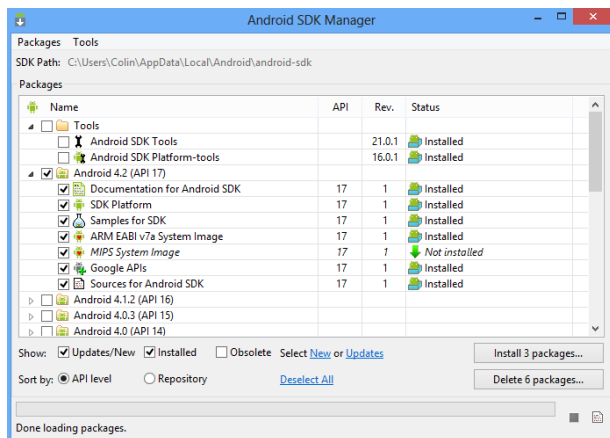 Android SDK Manager
Packages Tools
SDK Path: C:\Users\Colin\AppData\Local\Android\android-sdk
Packages
Name API Rev. Status
Tools
Android SDK Tools 21.0.1 Installed
Android SDK Platform-tools 16.0.1 Installed
Android 4.2 (API 17)
Documentation for Android SDK 17 1 Installed
SDK Platform 17 1 Installed
Samples for SDK 17 1 Installed
ARM EABI v7a System Image 17 1 Installed
MIPS System Image 17 1 Not installed
Google APIs 17 1 Installed
Sources for Android SDK 17 1 Installed
Android 4.1.2 (API 16)
Android 4.0.3 (API 15)
Android 4.0 (API 14)
Show: Updates/New Installed Obsolete Select New or Updates Install 3 packages...
Sort by: API level Repository Deselect All Delete 6 packages...
Done loading packages.